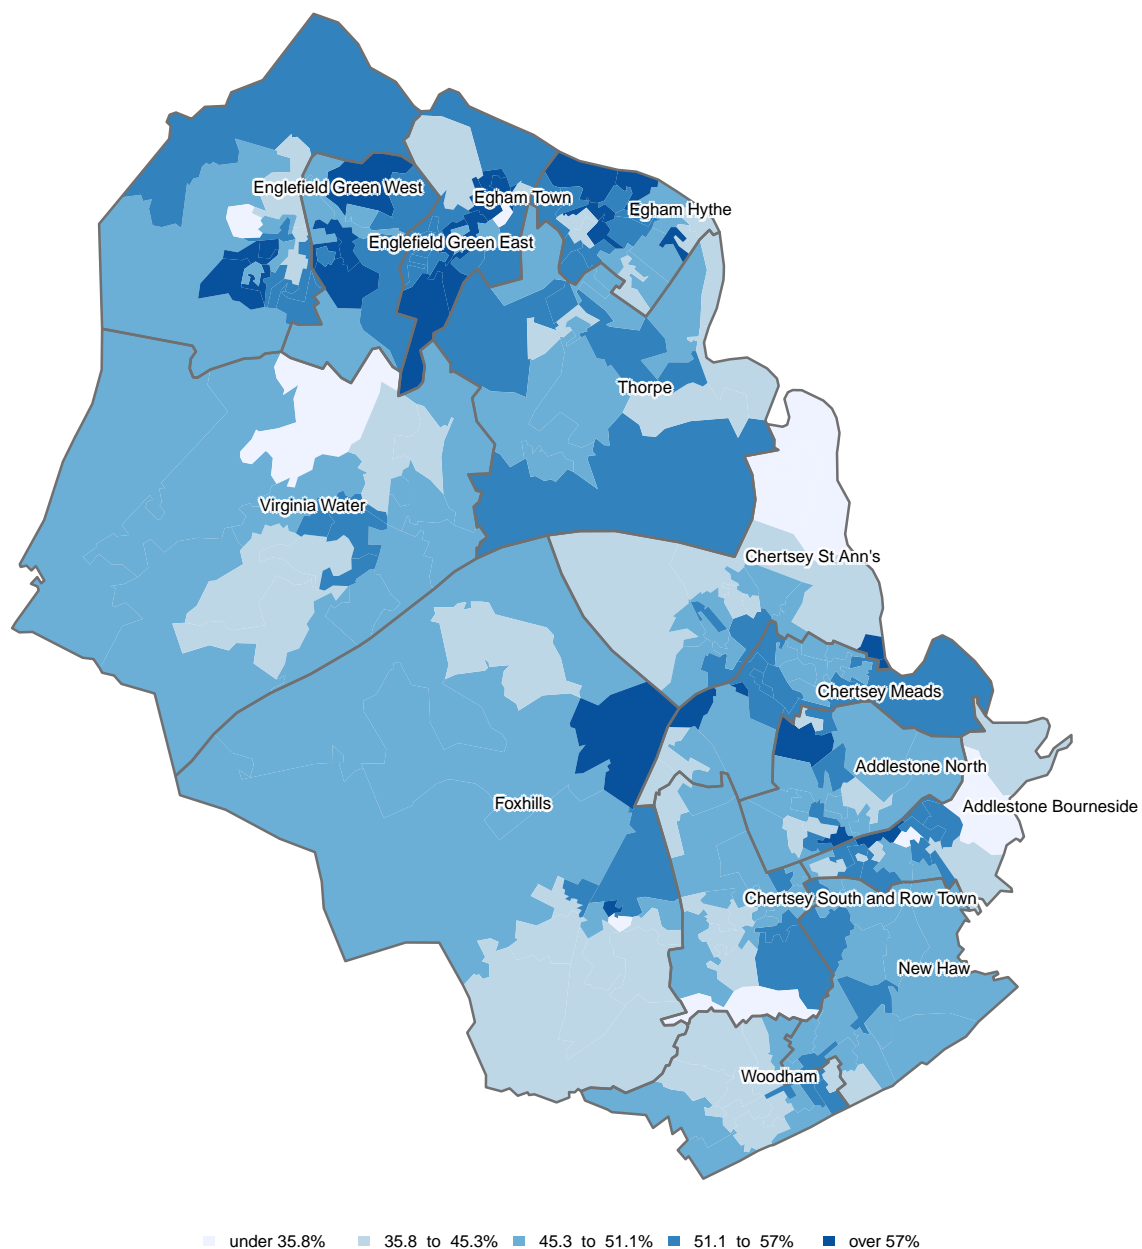 Englefield Green West
Egham Town
Egham Hythe
Englefield Green East
Thorpe
Virginia Water
Chertsey St Ann's
Chertsey Meads
Addlestone North
Foxhills
Addlestone Bourneside
Chertsey South and Row Town
New Haw
Woodham
under 35.8% 35.8 to 45.3% 45.3 to 51.1% 51.1 to 57% over 57%